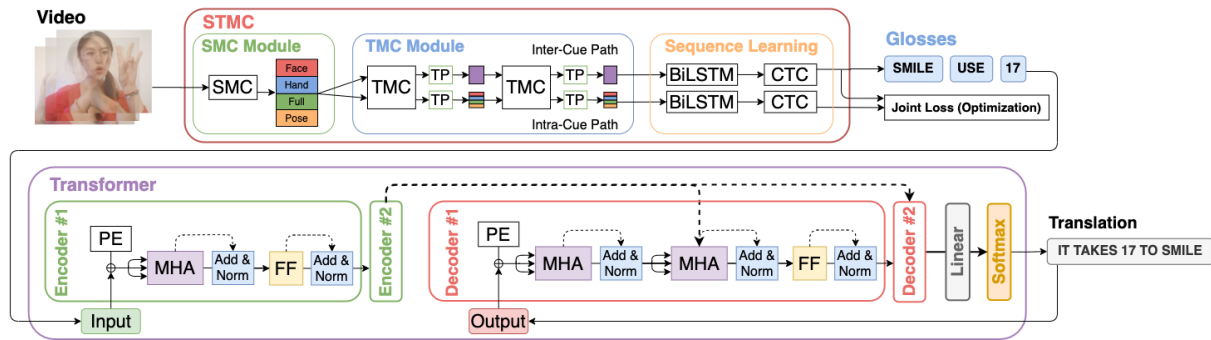 Video
STMC
SMC Module
SMC
Face
Hand
Full
Pose
TMC Module
Inter-Cue Path
TMC
TP
TP
TMC
TP
TP
Intra-Cue Path
Sequence Learning
BiLSTM
CTC
BiLSTM
CTC
Glosses
SMILE
USE
17
Joint Loss (Optimization)
Transformer
Encoder #1
PE
MHA
Add &
Norm
FF
Add &
Norm
Encoder #2
Input
Decoder #1
PE
MHA
Add &
Norm
MHA
Add &
Norm
FF
Add &
Norm
Decoder #2
Output
Linear
Softmax
Translation
IT TAKES 17 TO SMILE